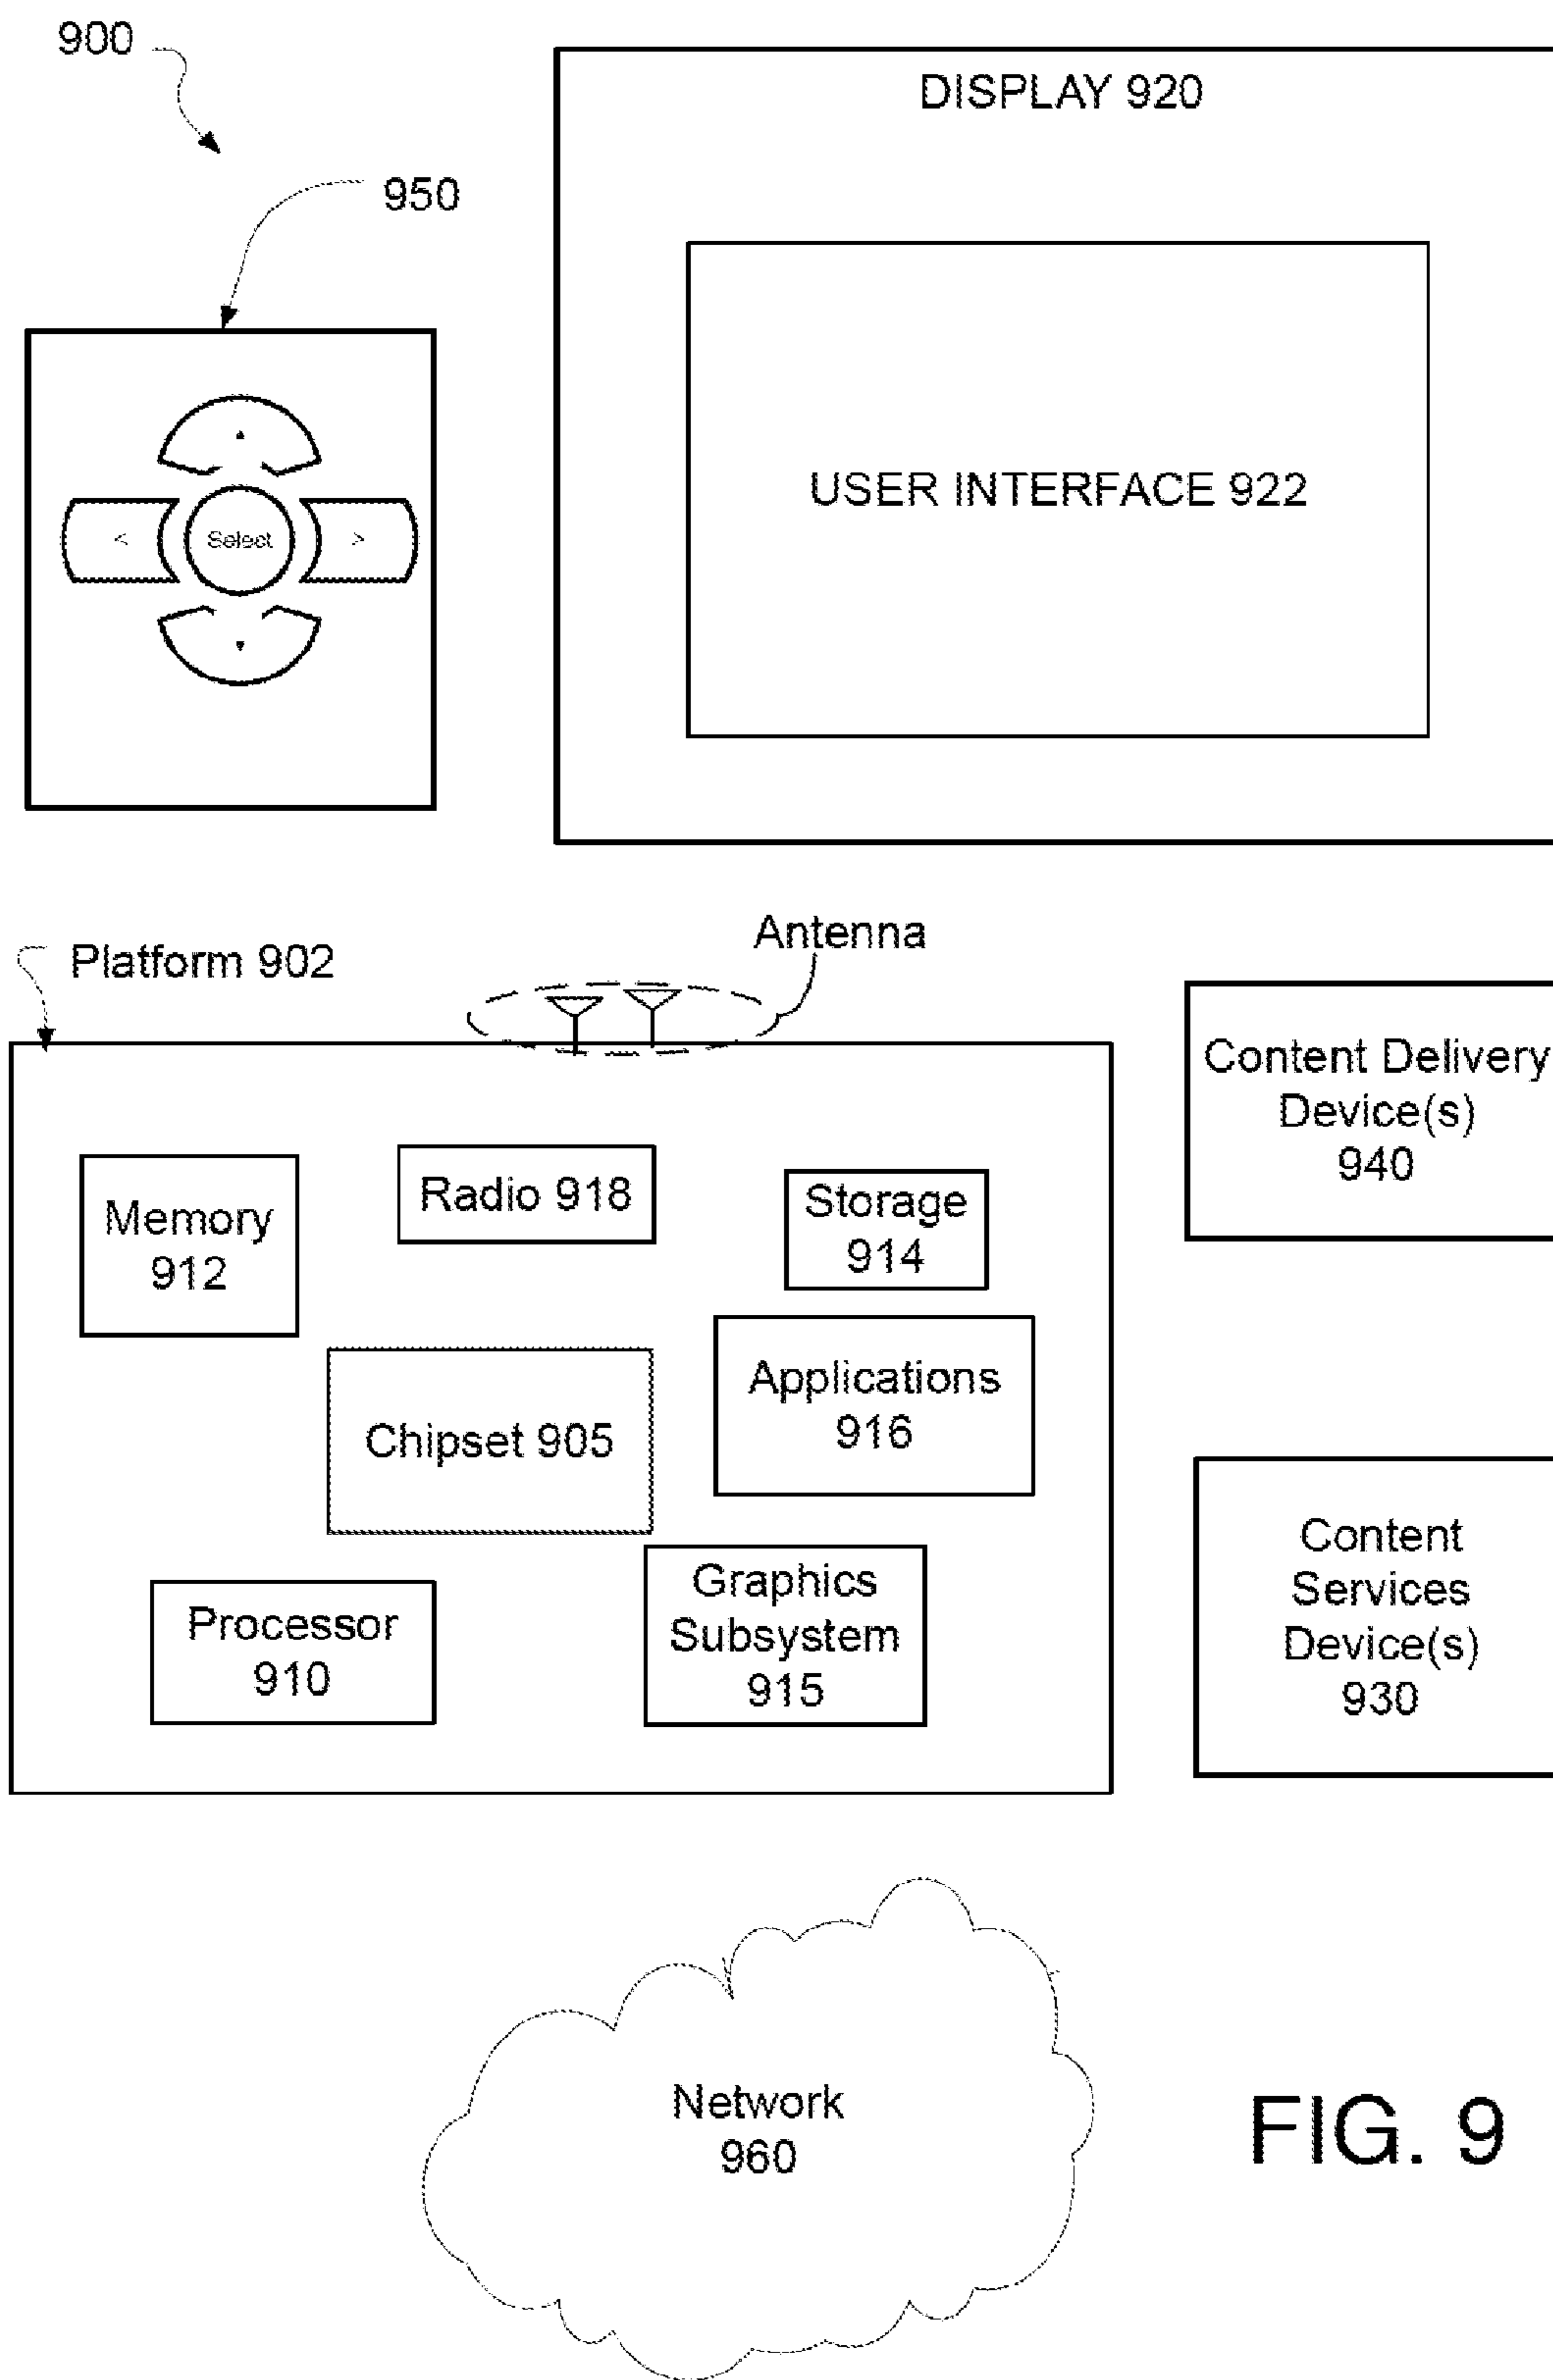 900
DISPLAY 920
950
USER INTERFACE 922
<
Select
>
Platform 902
Antenna
Content Delivery
Device(s)
940
Memory
912
Radio 918
Storage
914
Chipset 905
Applications
916
Processor
910
Graphics
Subsystem
915
Content
Services
Device(s)
930
Network
960
FIG. 9